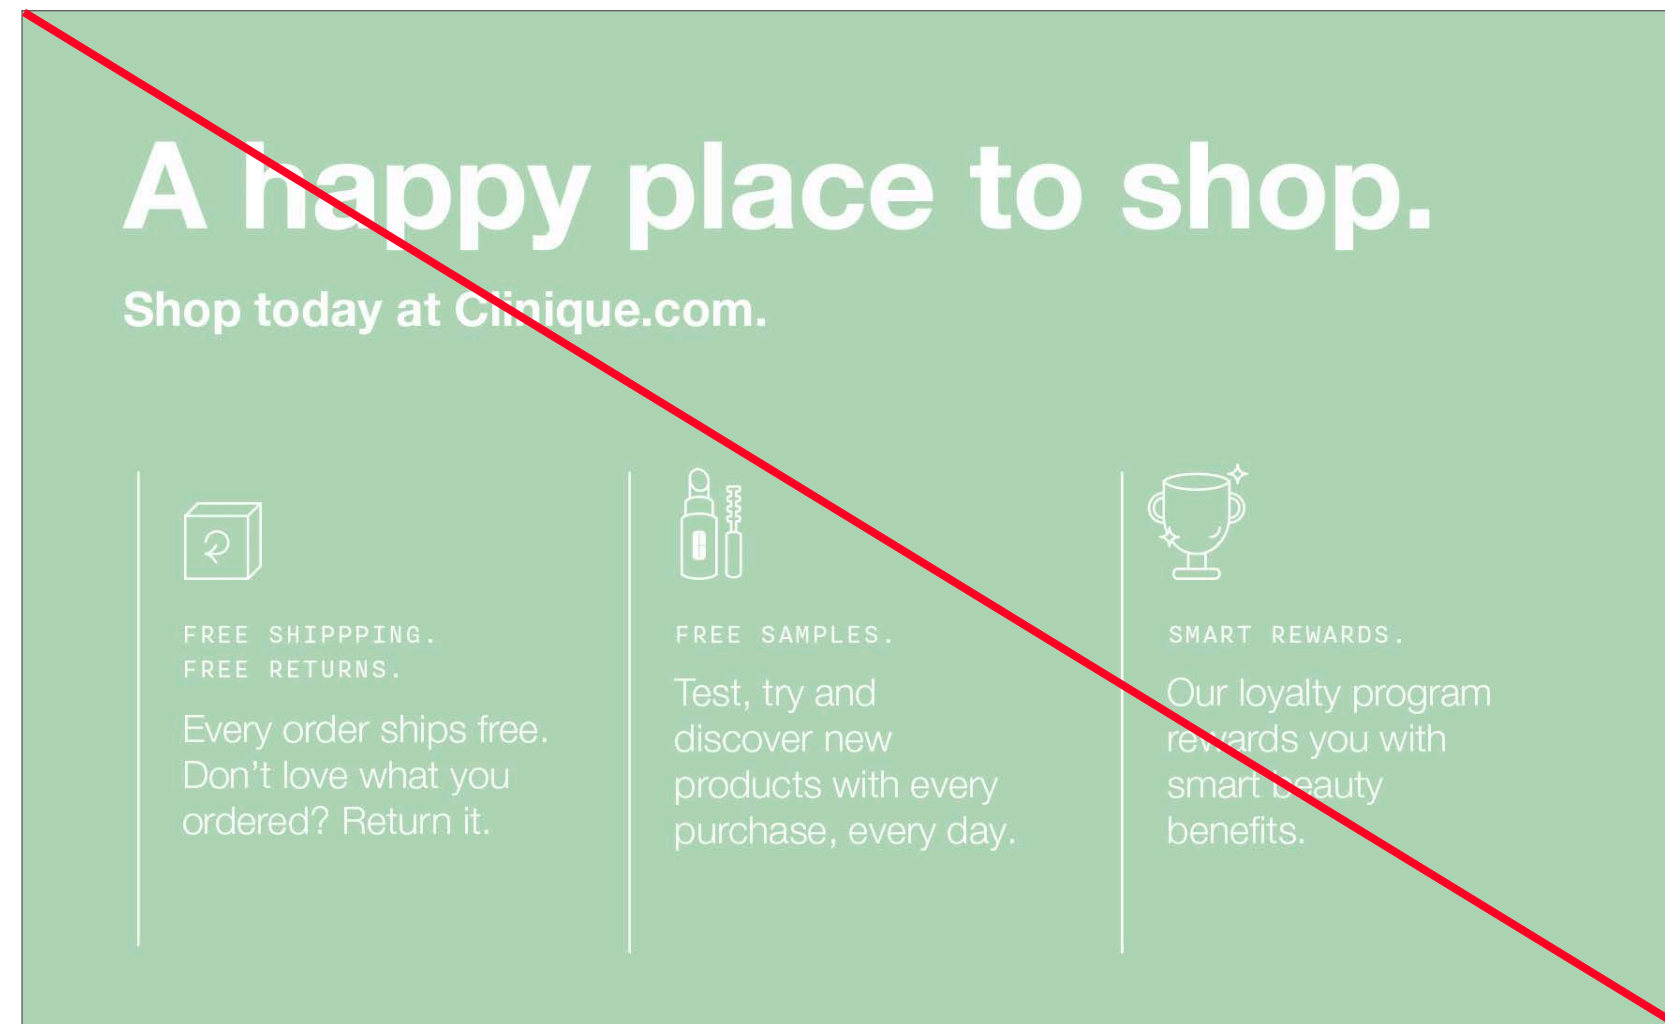 A happy place to shop.
Shop today at Clinique.com.
FREE SHIPPPING.
FREE RETURNS.
Every order ships free.
Don’t love what you
ordered? Return it.
FREE SAMPLES.
Test, try and
discover new
products with every
purchase, every day.
SMART REWARDS.
Our loyalty program
rewards you with
smart beauty
benefits.